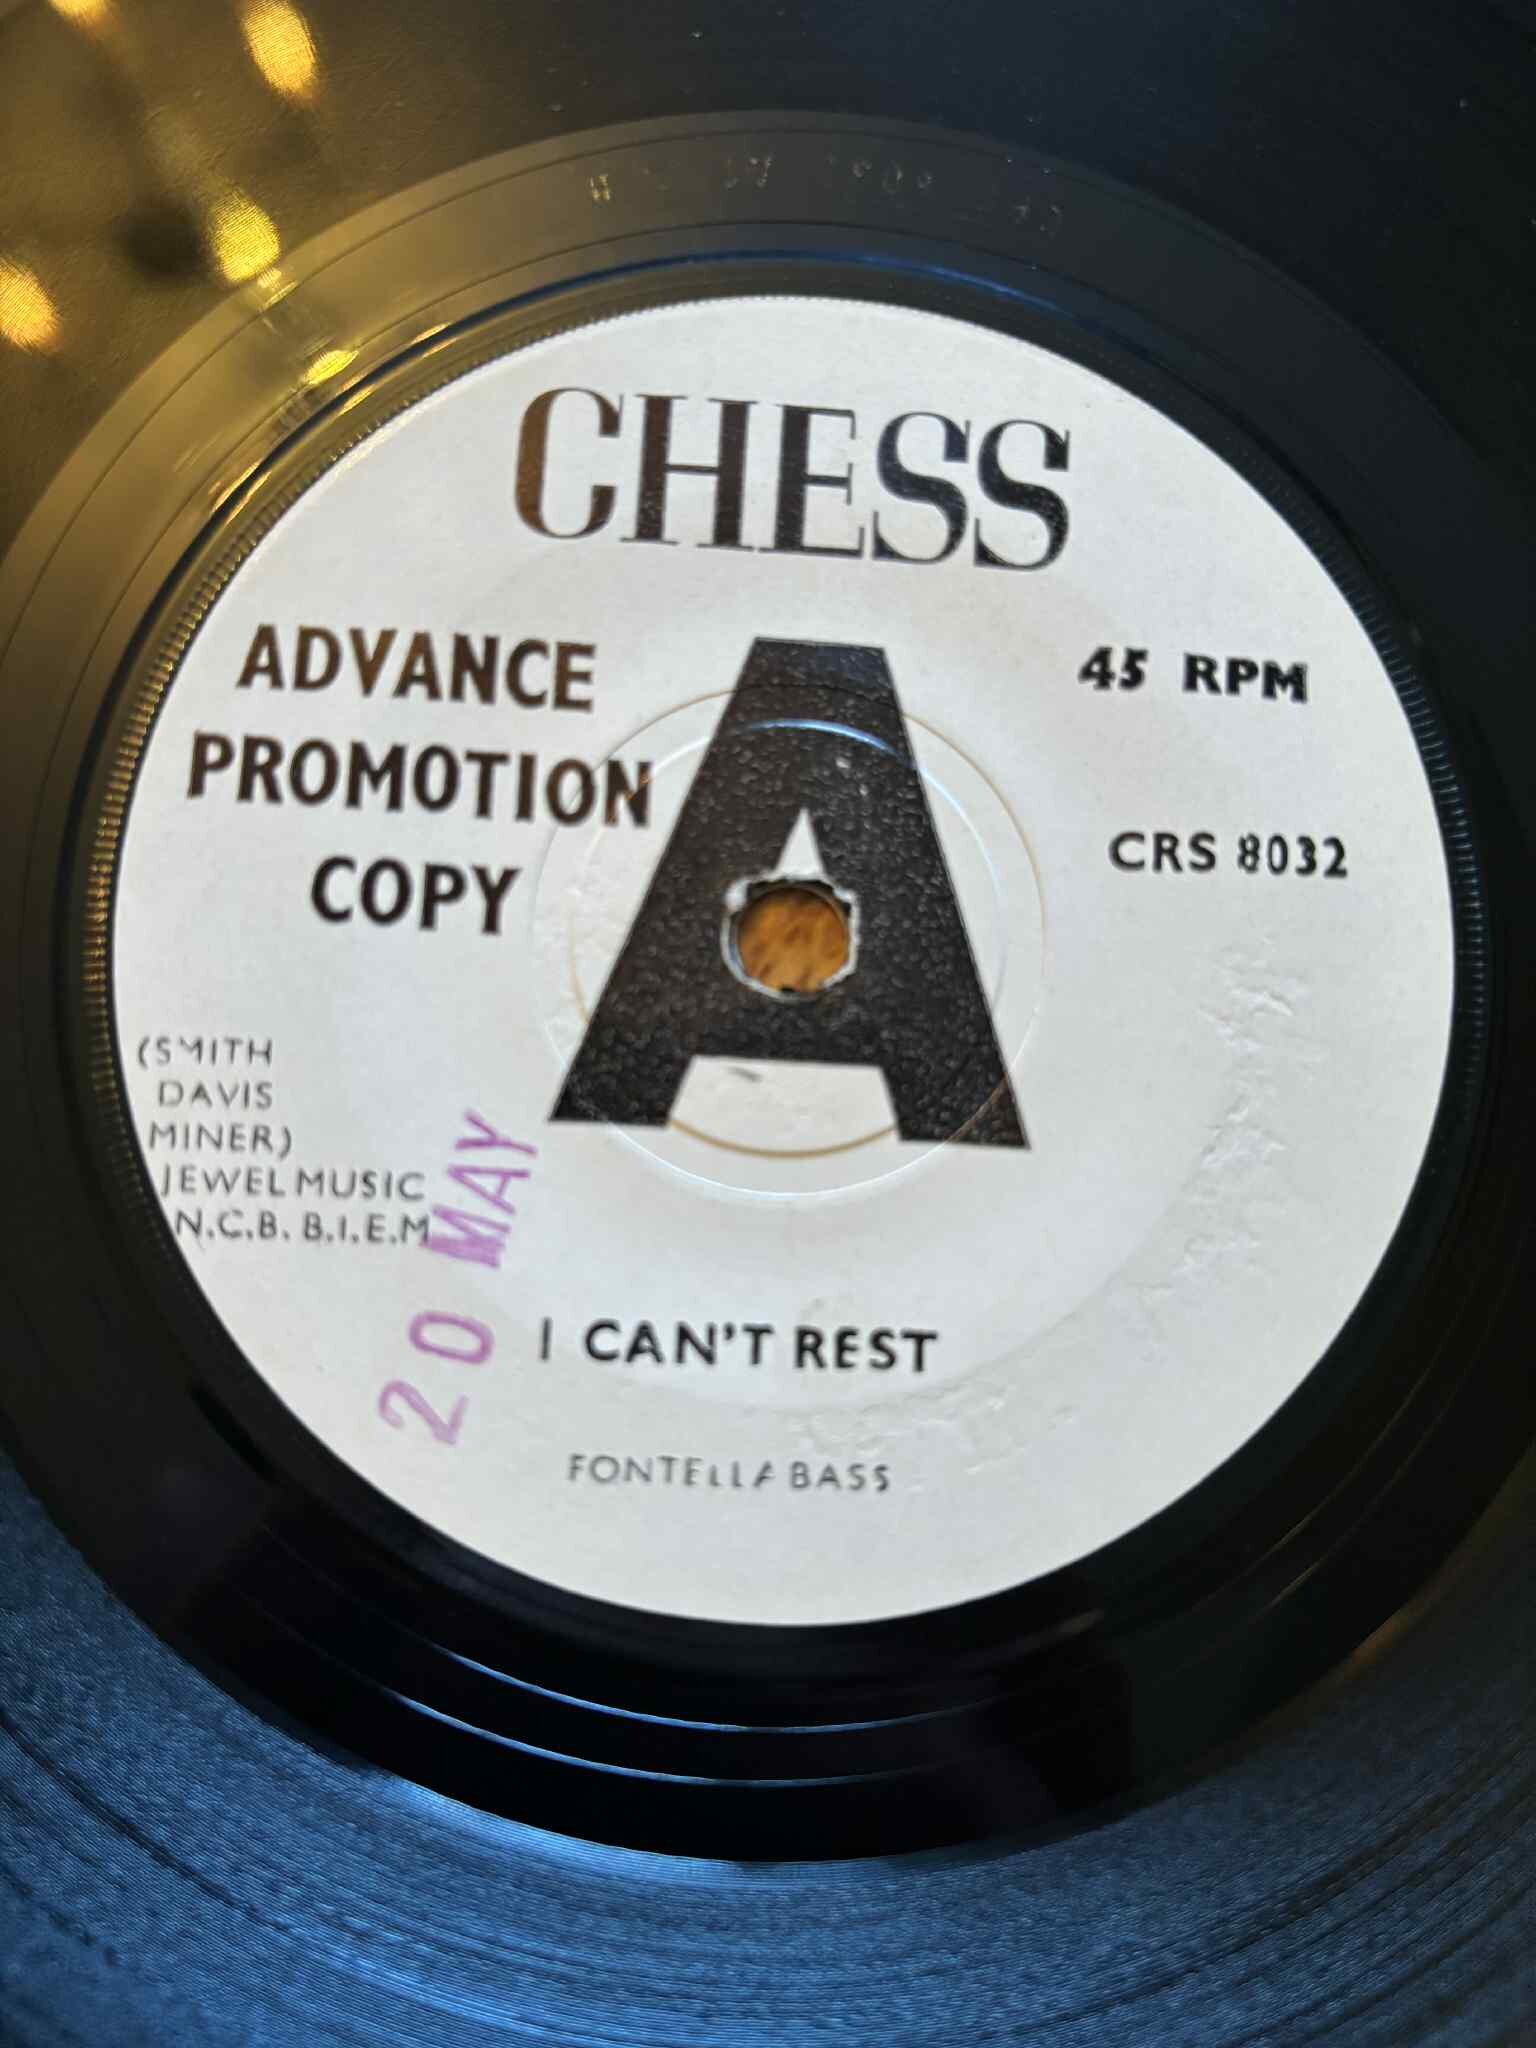 CHESS
ADVANCE
PROMOTION
COPY
A
45 RPM
CRS 8032
(SMITH
DAVIS
MINER)
JEWEL MUSIC
N.C.B. B.I.E.M
20 MAY
I CAN'T REST
FONTELLA BASS